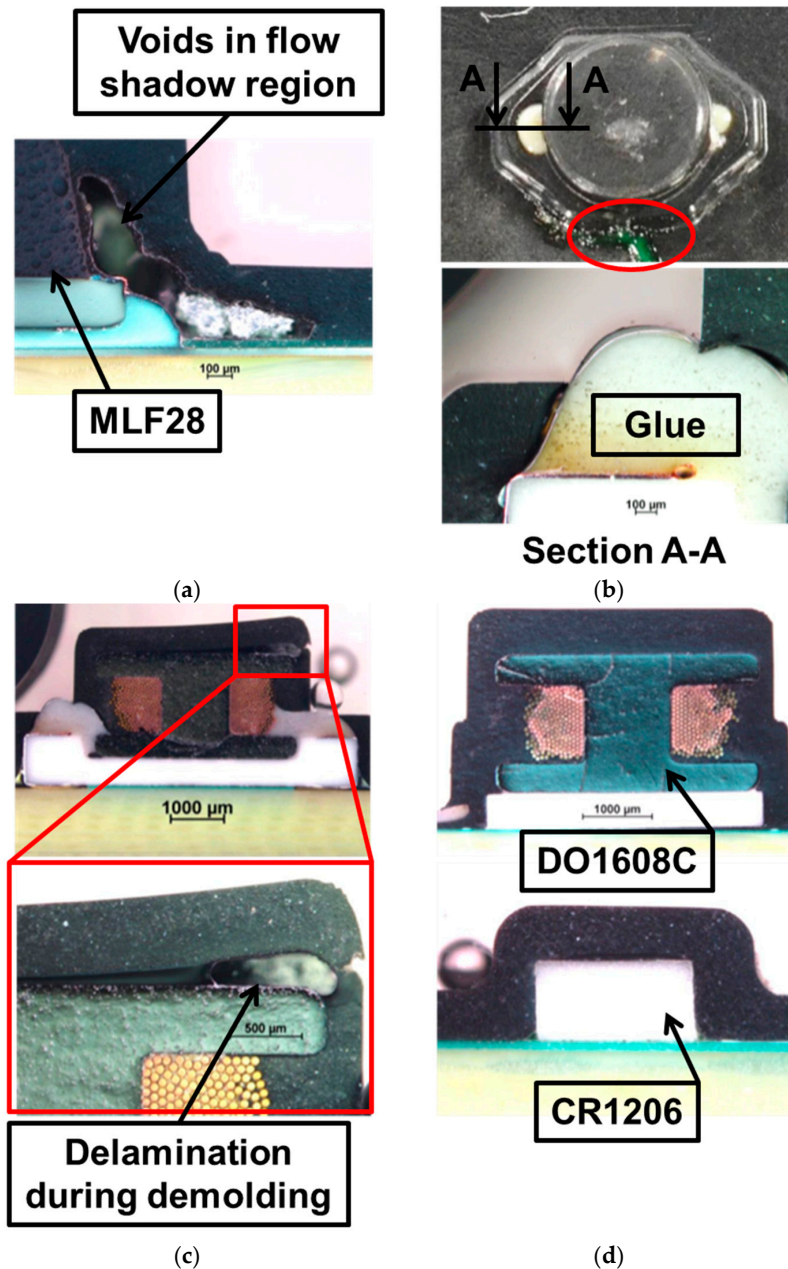 Voids in flow
shadow region
100 µm
MLF28
(a)
A A
Glue
100 µm
Section A-A
(b)
1000 µm
500 µm
Delamination
during demolding
(c)
1000 µm
DO1608C
CR1206
(d)